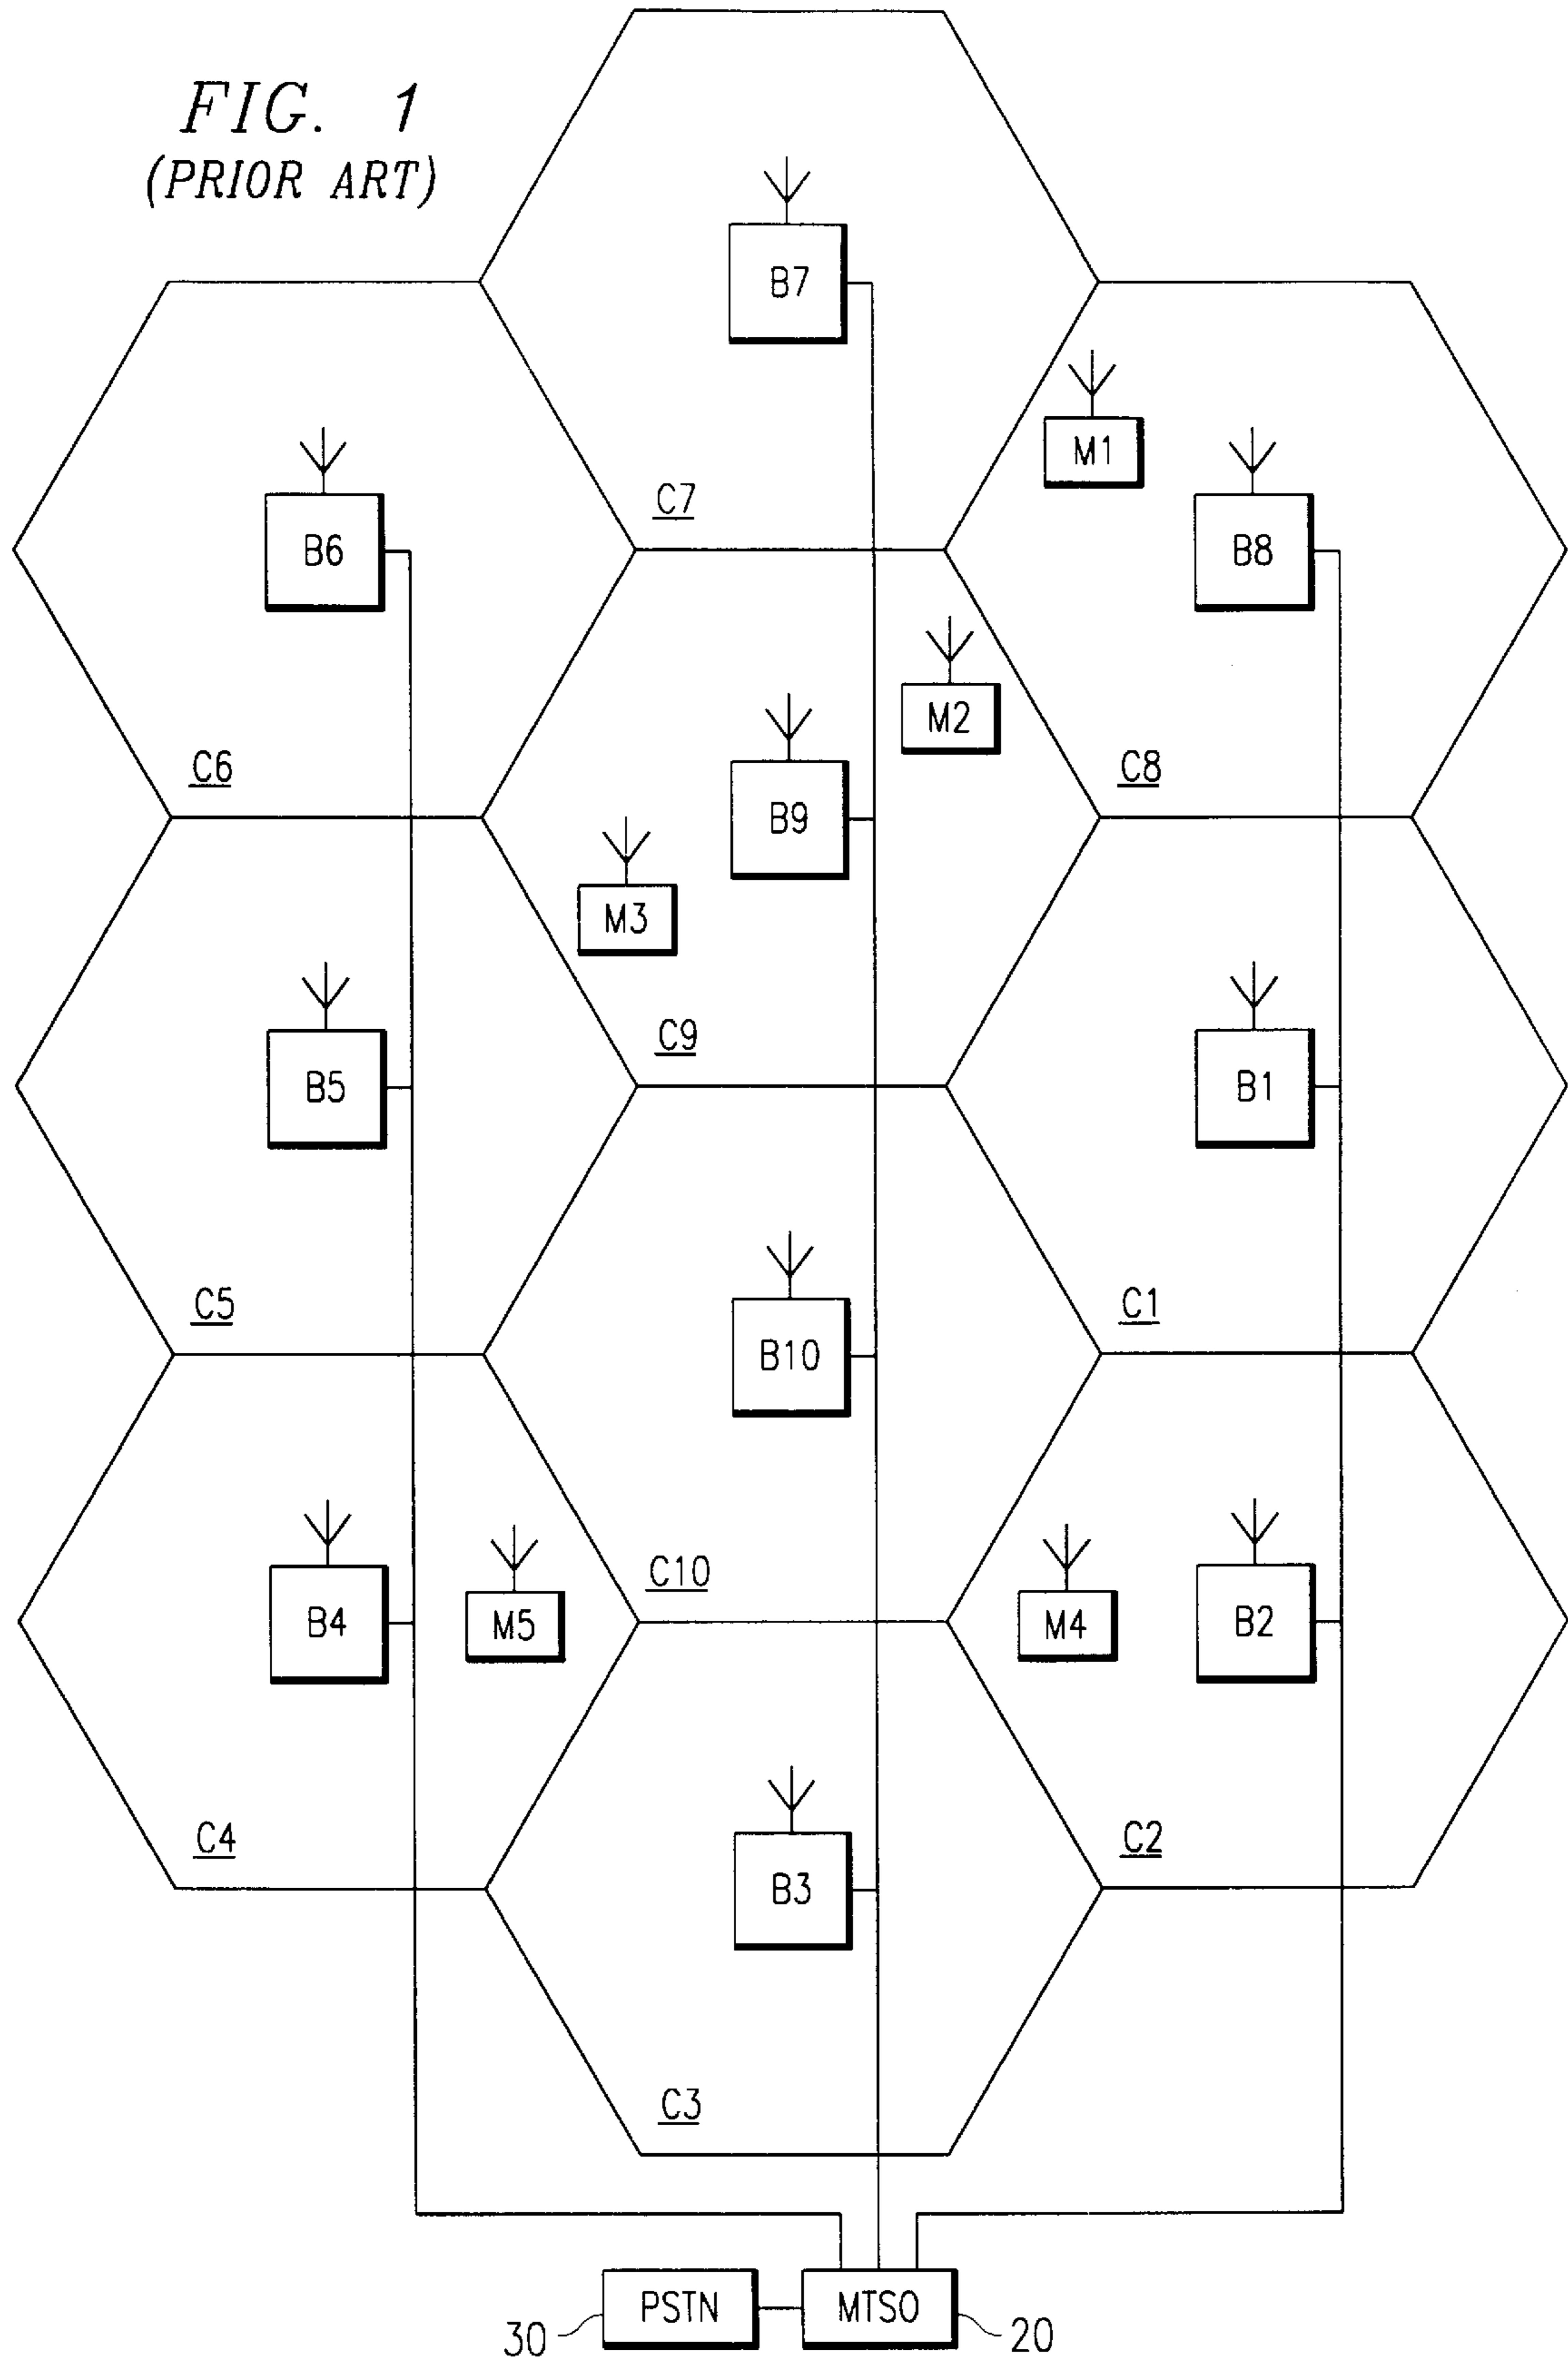 FIG. 1
(PRIOR ART)
B7
M1
B6
C7
B8
M2
C6
B9
C8
M3
C9
B5
B1
C5
C1
B10
C10
B4
M5
M4
B2
C4
C2
B3
C3
PSTN
MTSO
30
20